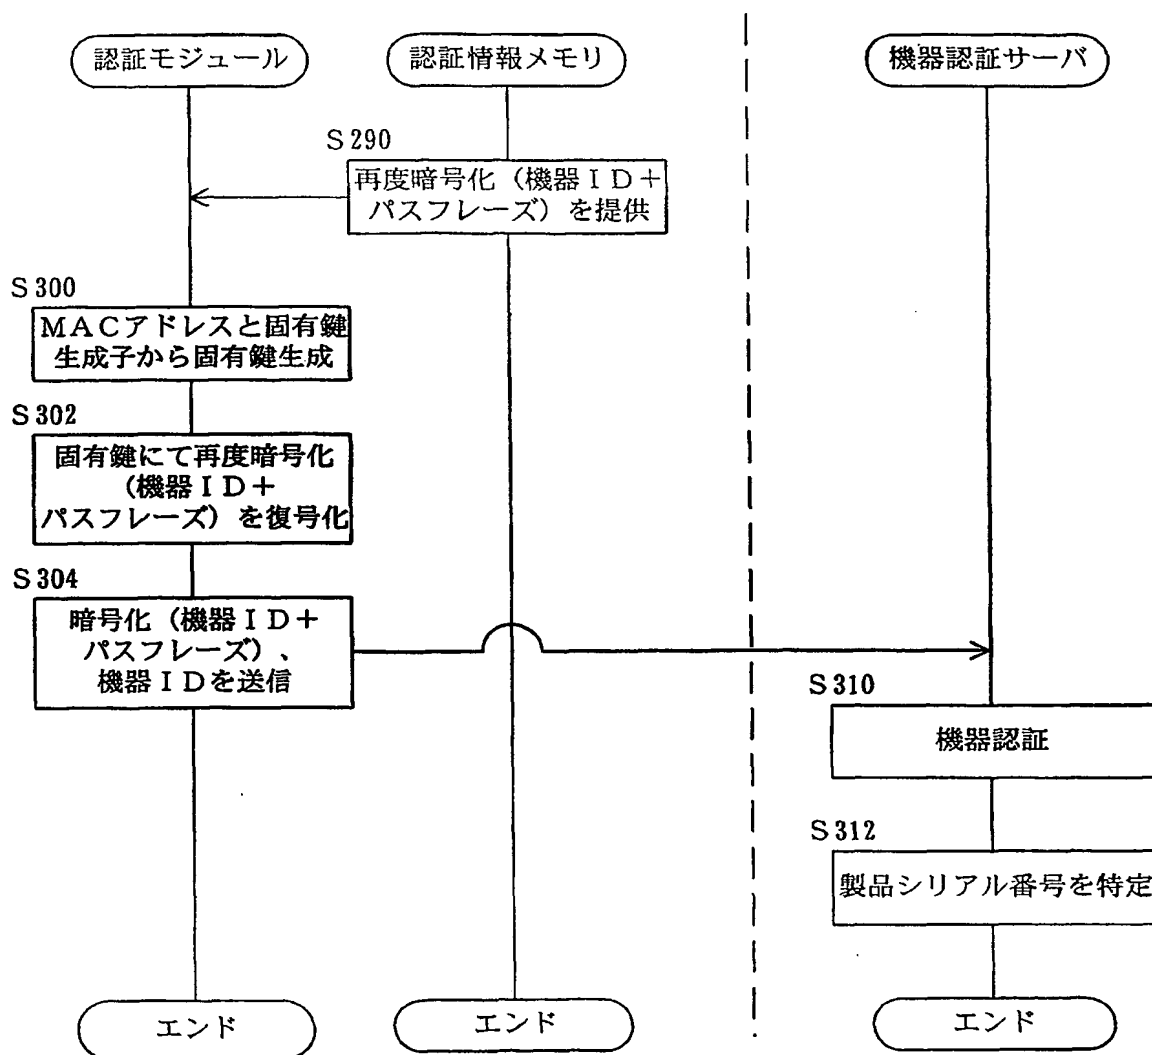 認証モジュール
認証情報メモリ
機器認証サーバ
S290
再度暗号化（機器ID＋
パスフレーズ）を提供
S300
MACアドレスと固有鍵
生成子から固有鍵生成
S302
固有鍵にて再度暗号化
（機器ID＋
パスフレーズ）を復号化
S304
暗号化（機器ID＋
パスフレーズ）、
機器IDを送信
S310
機器認証
S312
製品シリアル番号を特定
エンド
エンド
エンド